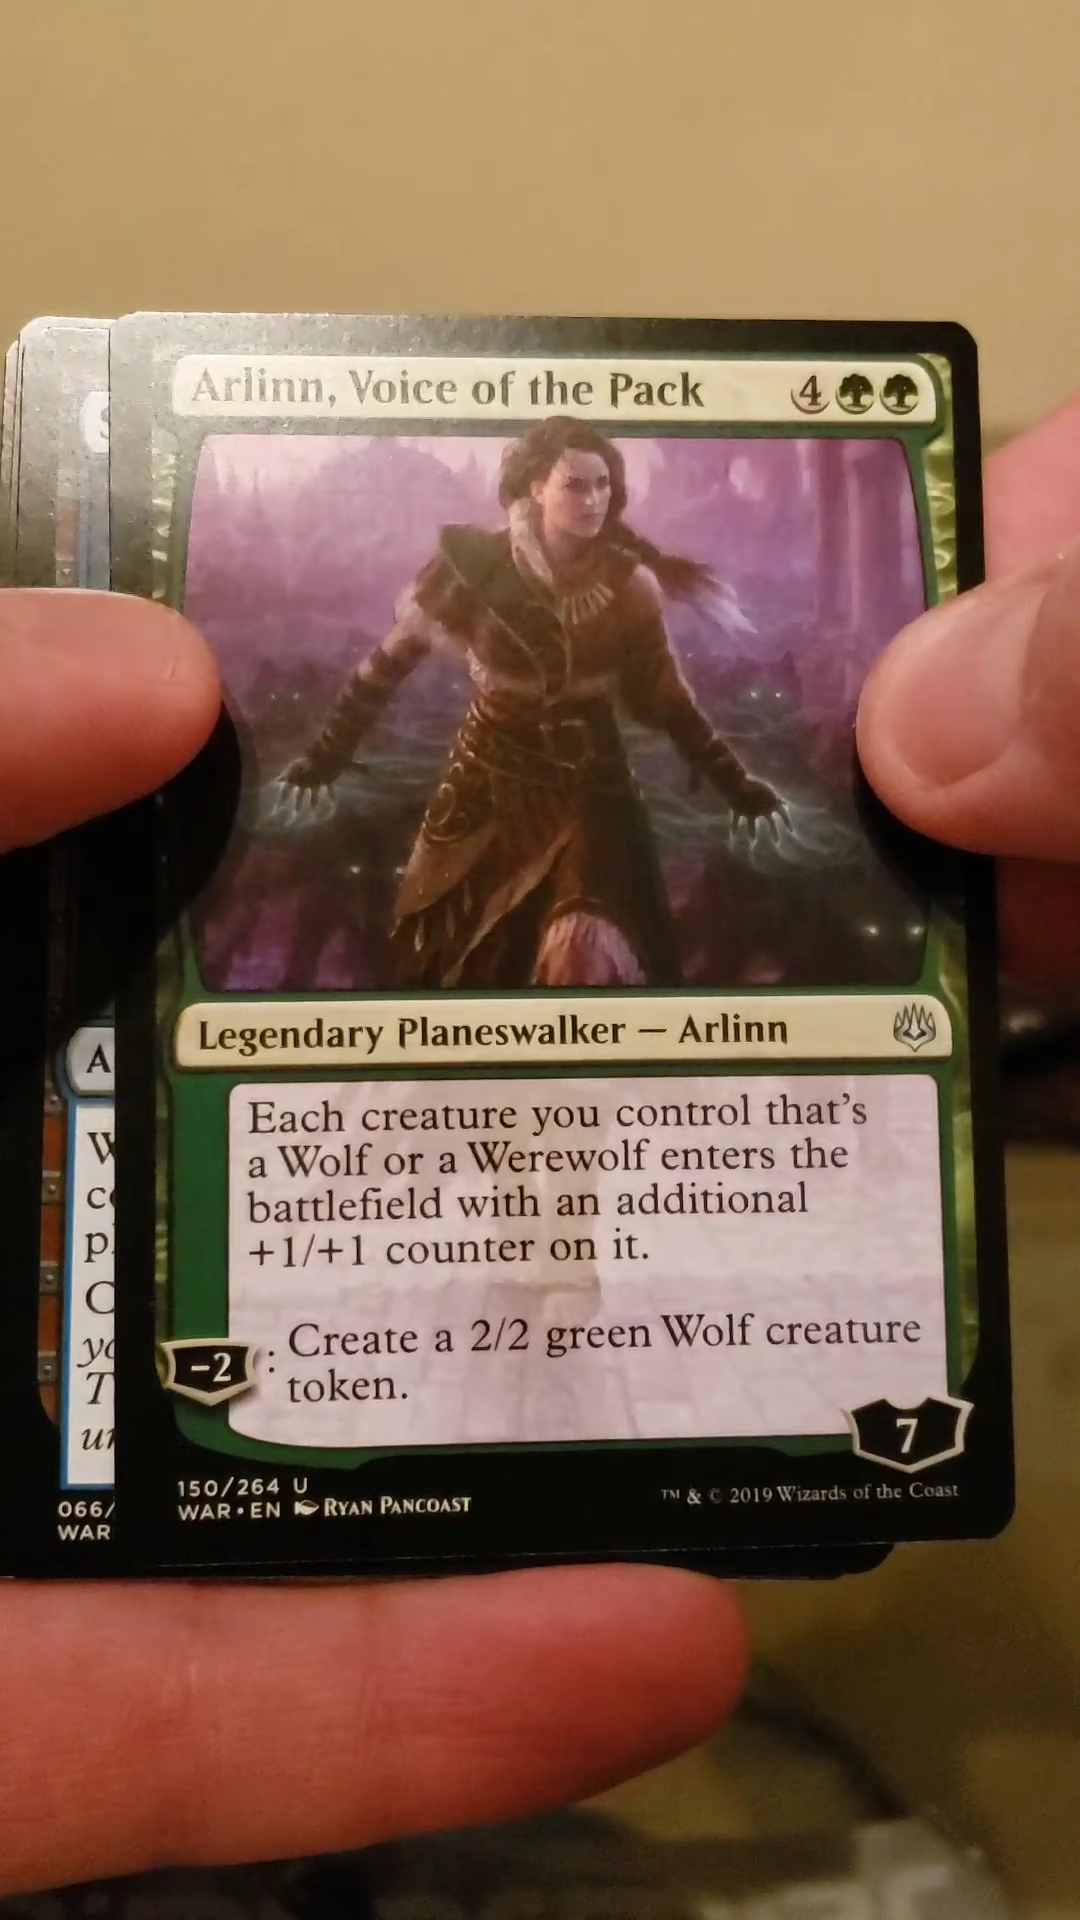 Arlinn, Voice of the Pack 4
Legendary Planeswalker — Arlinn
Each creature you control that's
a Wolf or a Werewolf enters the
battlefield with an additional
+1/+1 counter on it.
-2 : Create a 2/2 green Wolf creature
token.
7
150/264 U
WAR • EN RYAN PANCOAST
™ & © 2019 Wizards of the Coast
A
066/
WAR